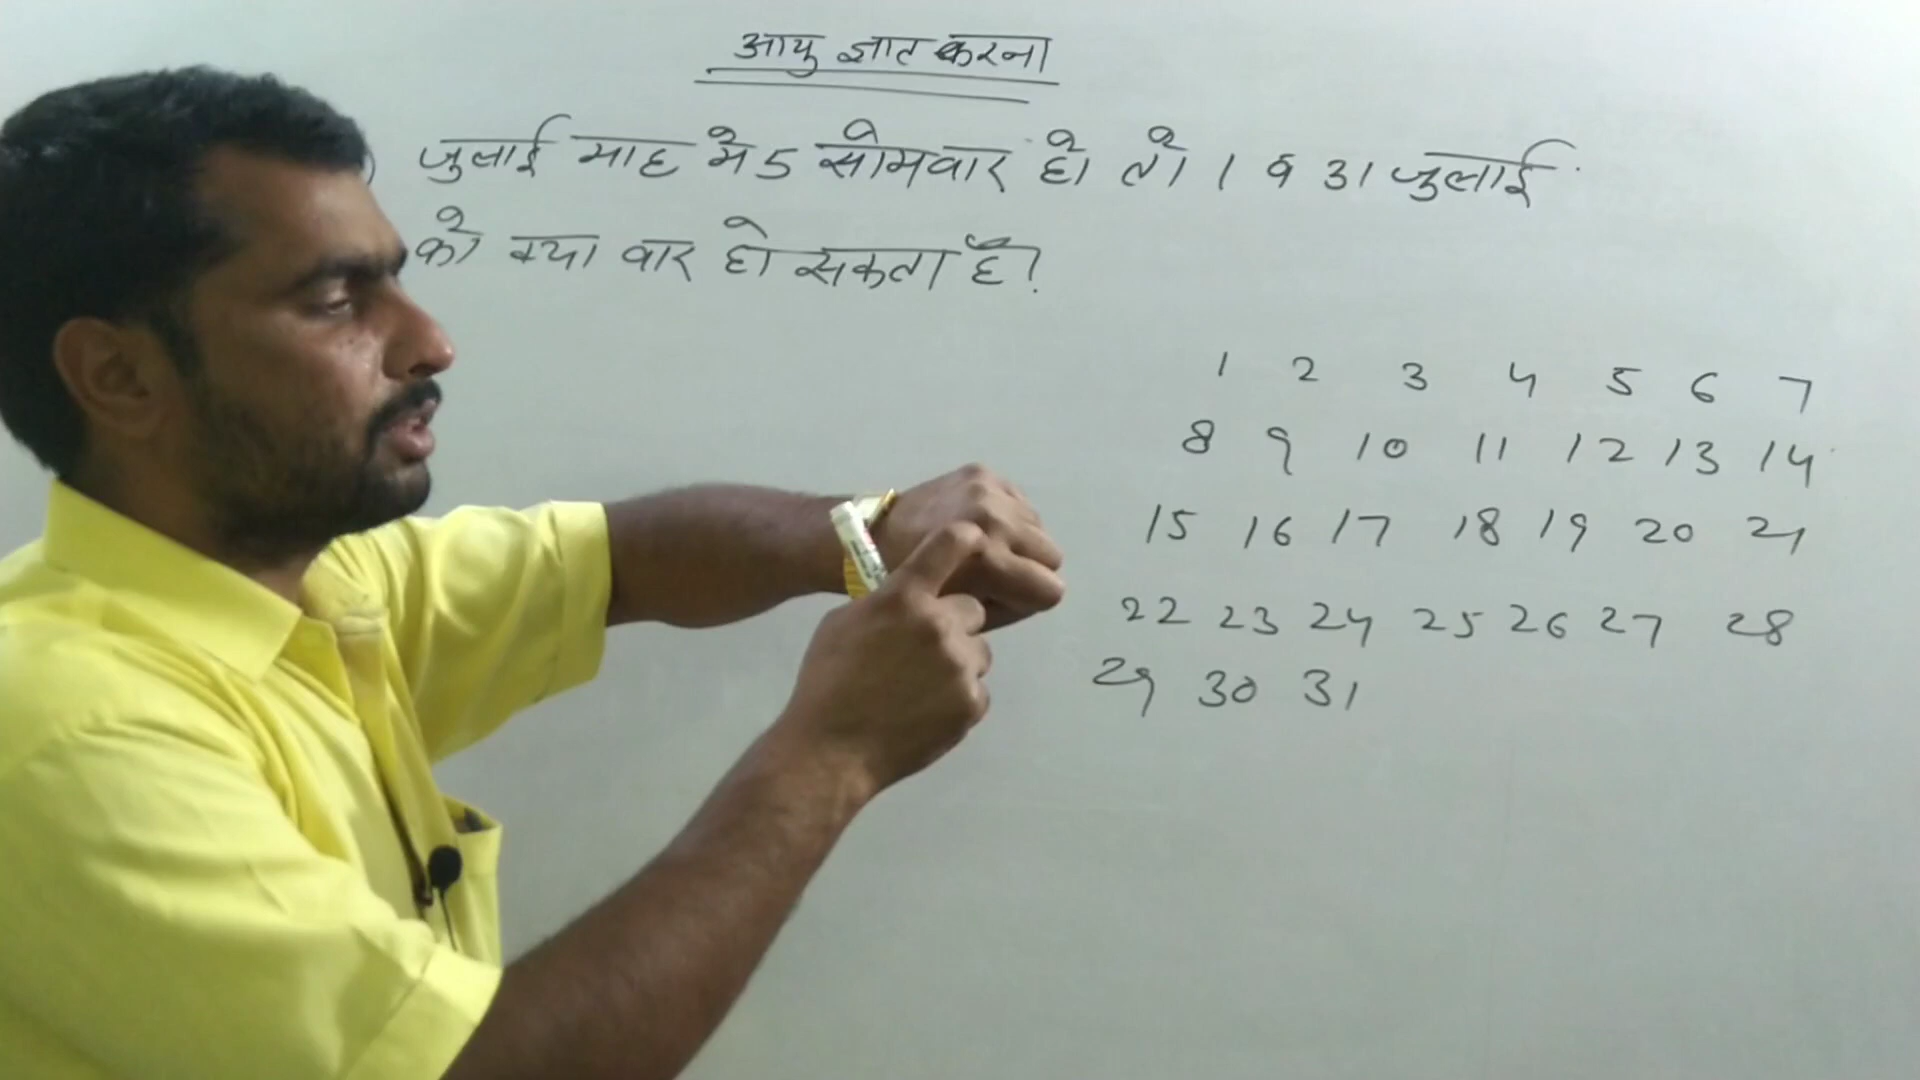 आयु ज्ञात करना
) जुलाई माह मे 5 सोमवार हो तो 1 व 31 जुलाई
को क्या वार हो सकता है?
1 2 3 4 5 6 7
8 9 10 11 12 13 14
15 16 17 18 19 20 21
22 23 24 25 26 27 28
29 30 31